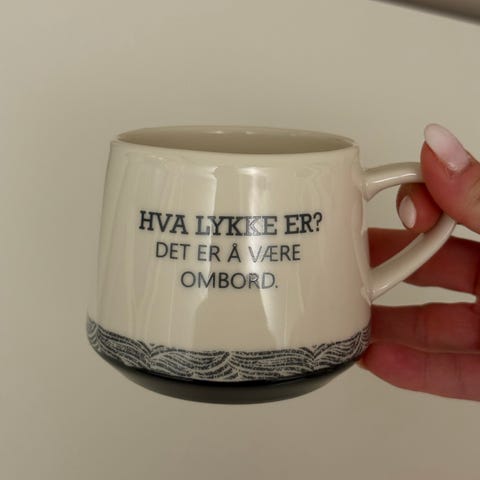 HVA LYKKE ER?
DET ER Å VÆRE
OMBORD.